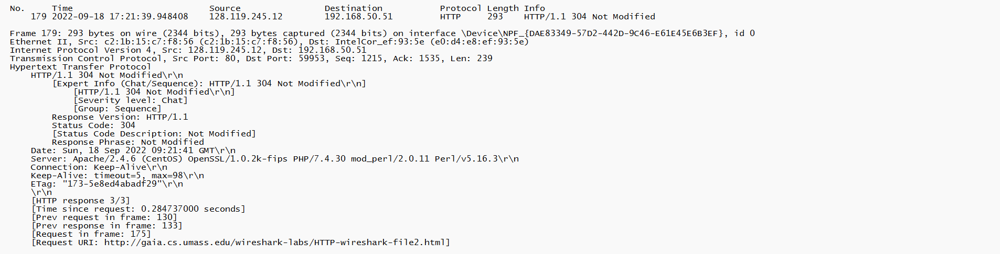 No. Time Source Destination Protocol Length Info
179 2022-09-18 17:21:39.948408 128.119.245.12 192.168.50.51 HTTP 293 HTTP/1.1 304 Not Modified
Frame 179: 293 bytes on wire (2344 bits), 293 bytes captured (2344 bits) on interface \Device\NPF_{DAE83349-57D2-442D-9C46-E61E45E6B3EF}, id 0
Ethernet II, Src: c2:1b:15:c7:f8:56 (c2:1b:15:c7:f8:56), Dst: IntelCor_ef:93:5e (e0:d4:e8:ef:93:5e)
Internet Protocol Version 4, Src: 128.119.245.12, Dst: 192.168.50.51
Transmission Control Protocol, Src Port: 80, Dst Port: 59953, Seq: 1215, Ack: 1535, Len: 239
Hypertext Transfer Protocol
HTTP/1.1 304 Not Modified\r\n
[Expert Info (Chat/Sequence): HTTP/1.1 304 Not Modified\r\n]
[HTTP/1.1 304 Not Modified\r\n]
[Severity level: Chat]
[Group: Sequence]
Response Version: HTTP/1.1
Status Code: 304
[Status Code Description: Not Modified]
Response Phrase: Not Modified
Date: Sun, 18 Sep 2022 09:21:41 GMT\r\n
Server: Apache/2.4.6 (CentOS) OpenSSL/1.0.2k-fips PHP/7.4.30 mod_perl/2.0.11 Perl/v5.16.3\r\n
Connection: Keep-Alive\r\n
Keep-Alive: timeout=5, max=98\r\n
ETag: "173-5e8ed4abadf29"\r\n
\r\n
[HTTP response 3/3]
[Time since request: 0.284737000 seconds]
[Prev request in frame: 130]
[Prev response in frame: 133]
[Request in frame: 175]
[Request URI: http://gaia.cs.umass.edu/wireshark-labs/HTTP-wireshark-file2.html]